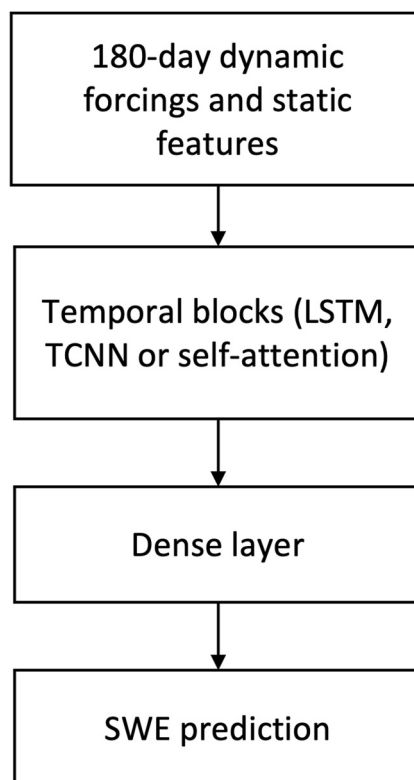 180-day dynamic
forcings and static
features
Temporal blocks (LSTM,
TCNN or self-attention)
Dense layer
SWE prediction